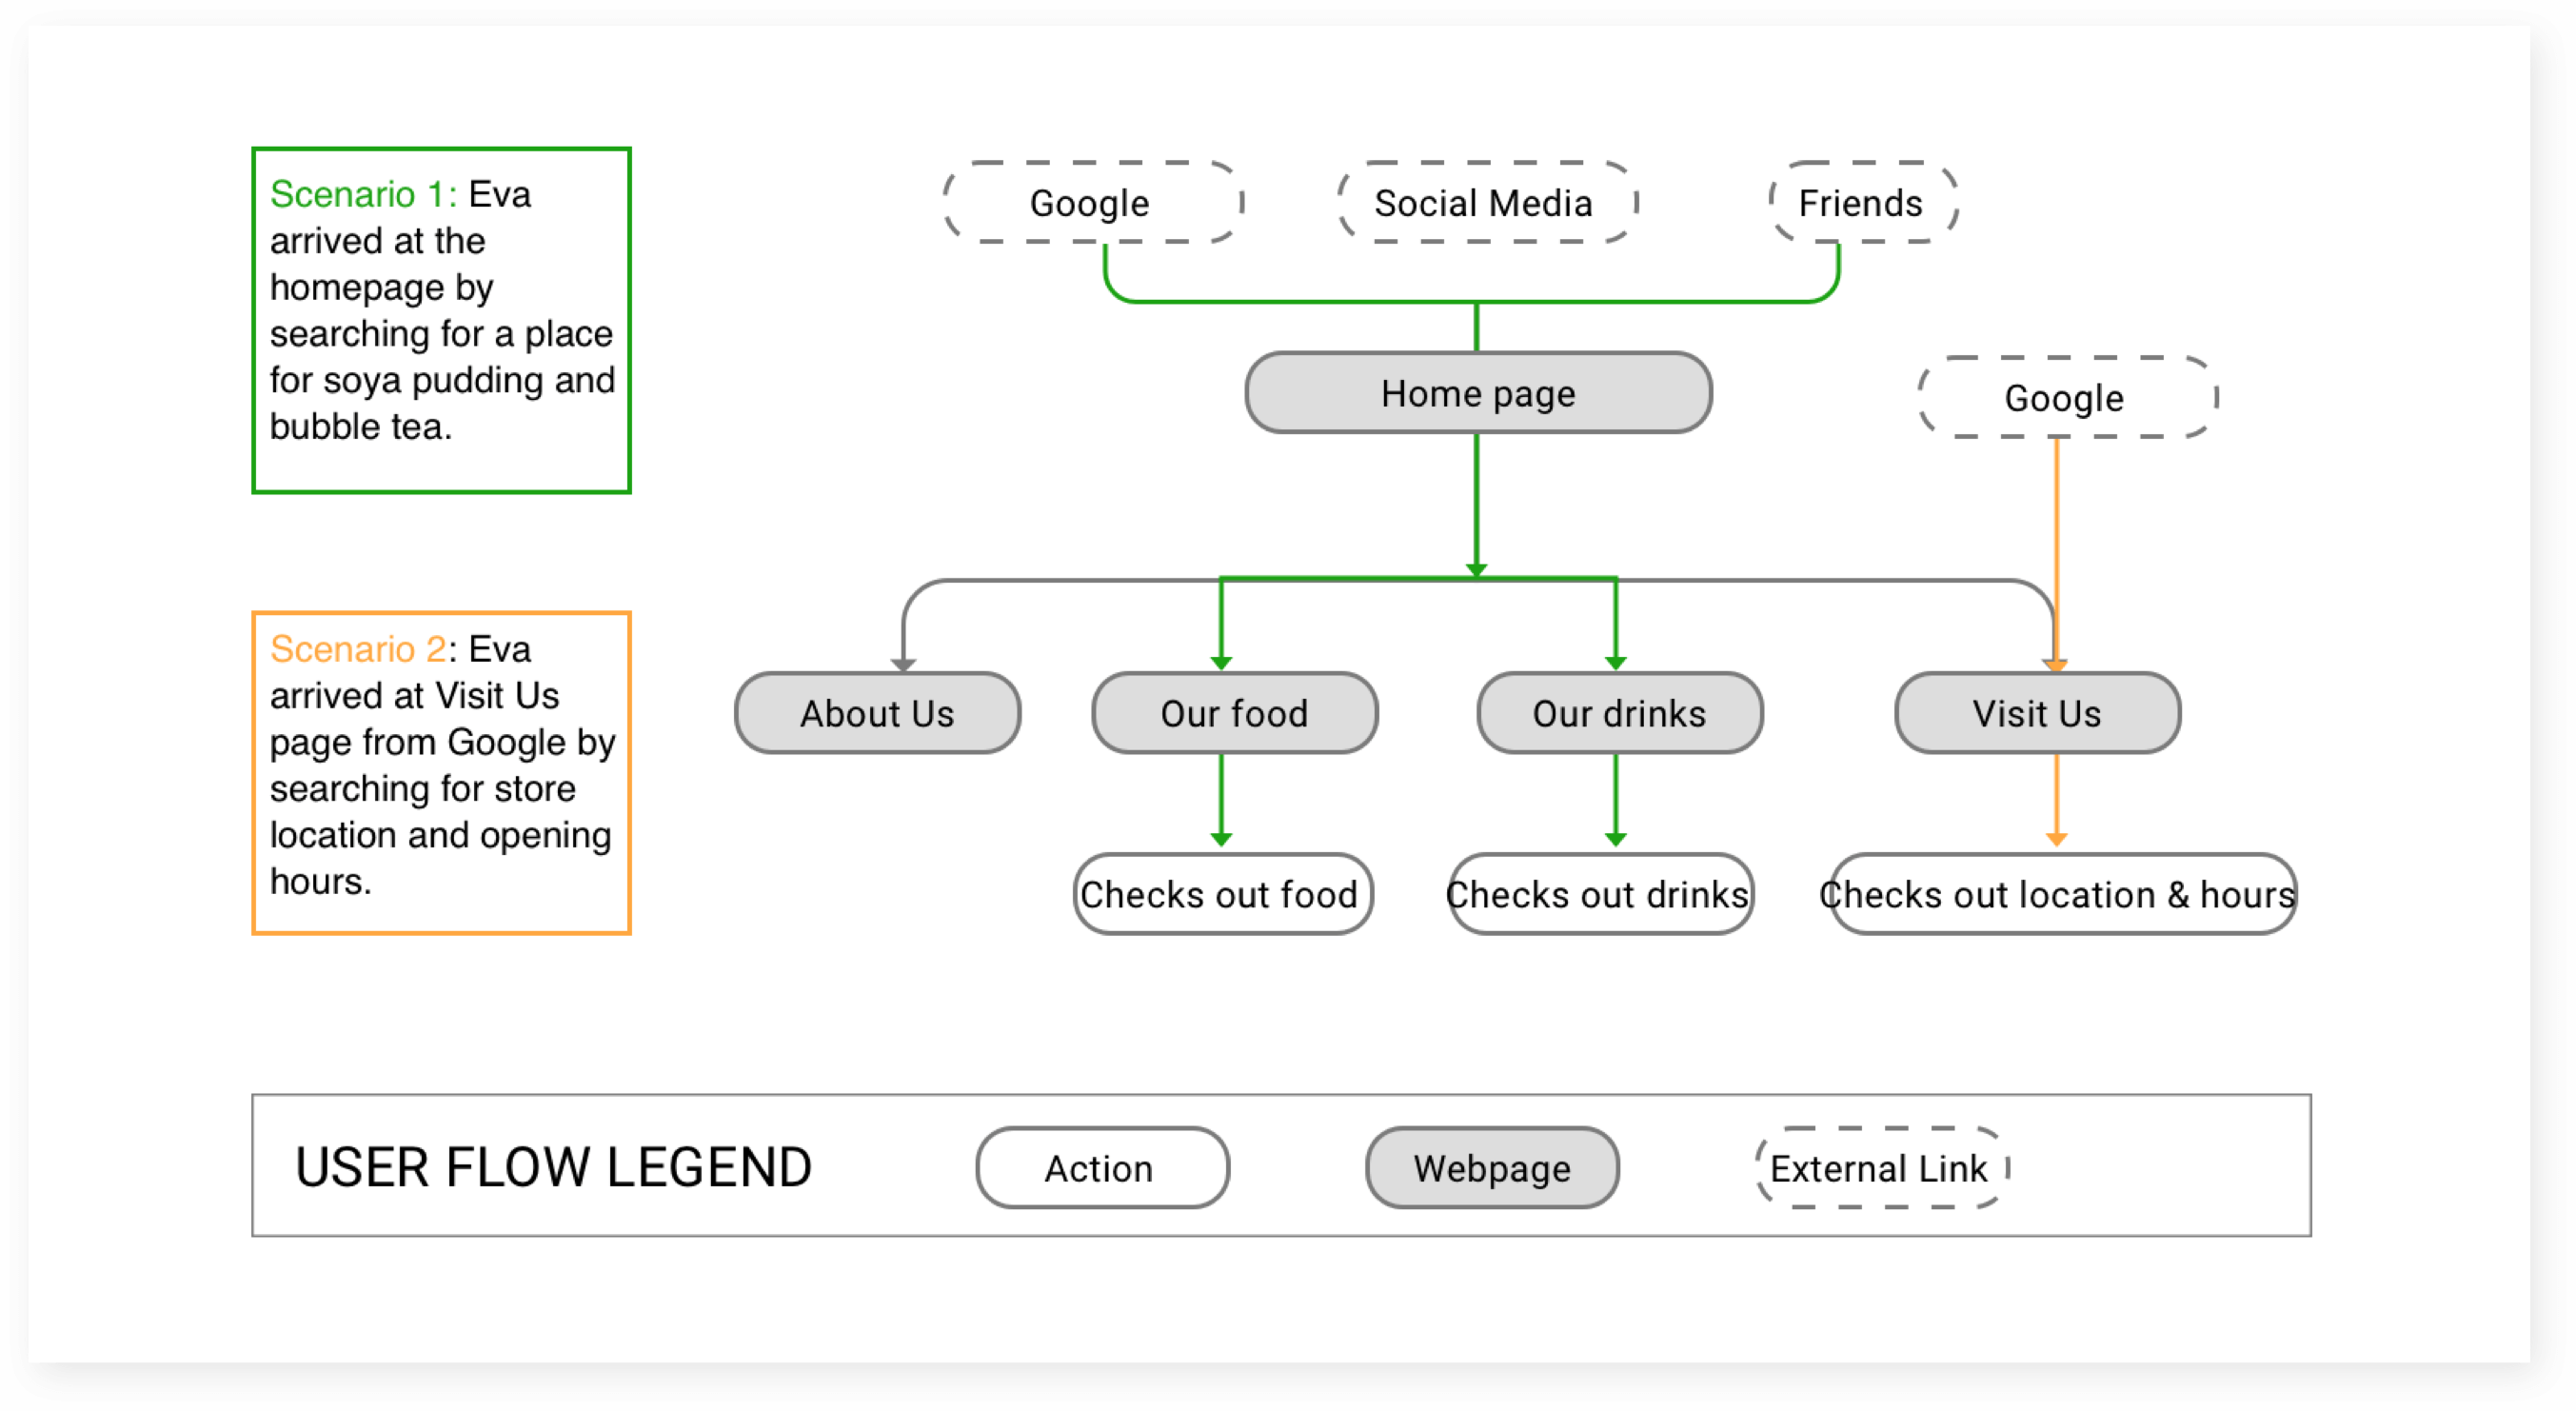 Scenario 1: Eva
arrived at the
homepage by
searching for a place
for soya pudding and
bubble tea.
Scenario 2: Eva
arrived at Visit Us
page from Google by
searching for store
location and opening
hours.
Google
Social Media
Friends
Home page
Google
About Us
Our food
Our drinks
Visit Us
Checks out food
Checks out drinks
Checks out location & hours
USER FLOW LEGEND
Action
Webpage
External Link